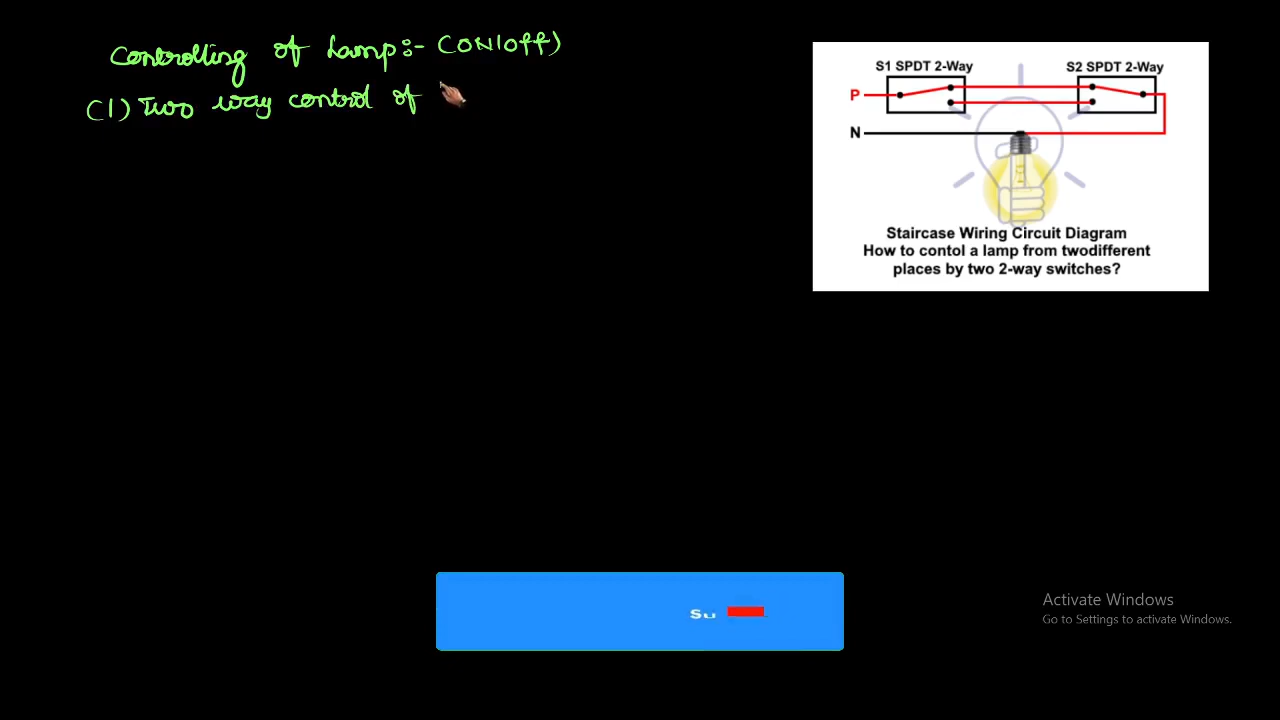 Controlling of Lamp:- (ON/Off)
(1) Two way control of
S1 SPDT 2-Way
S2 SPDT 2-Way
P
N
Staircase Wiring Circuit Diagram
How to contol a lamp from twodifferent
places by two 2-way switches?
Su
Activate Windows
Go to Settings to activate Windows.